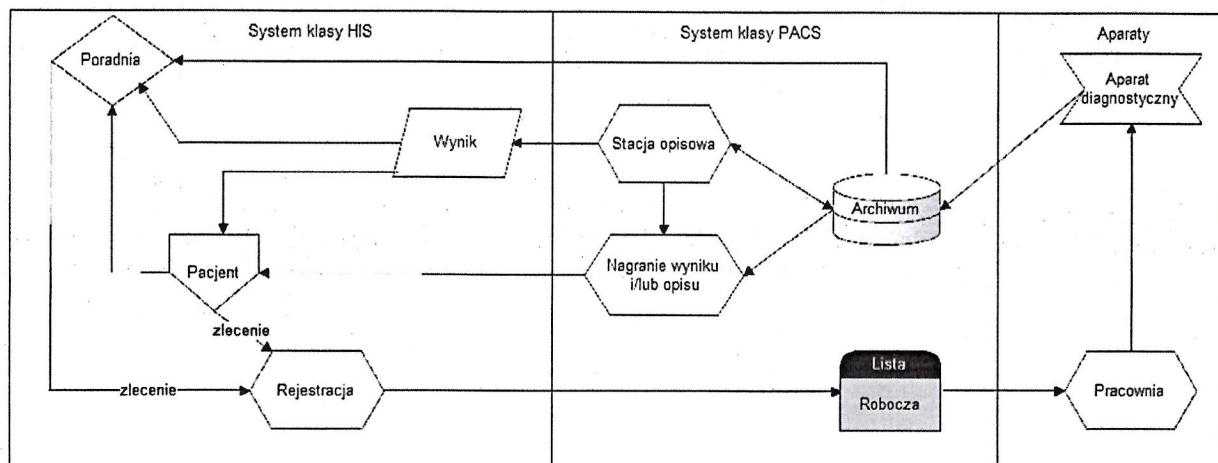 System klasy HIS
System klasy PACS
Aparaty
Poradnia
Aparat
diagnostyczny
Wynik
Stacja opisowa
Archiwum
Pacjent
Nagranie wyniku
i/lub opisu
zlecenie
zlecenie
Rejestracja
Lista
Robocza
Pracownia